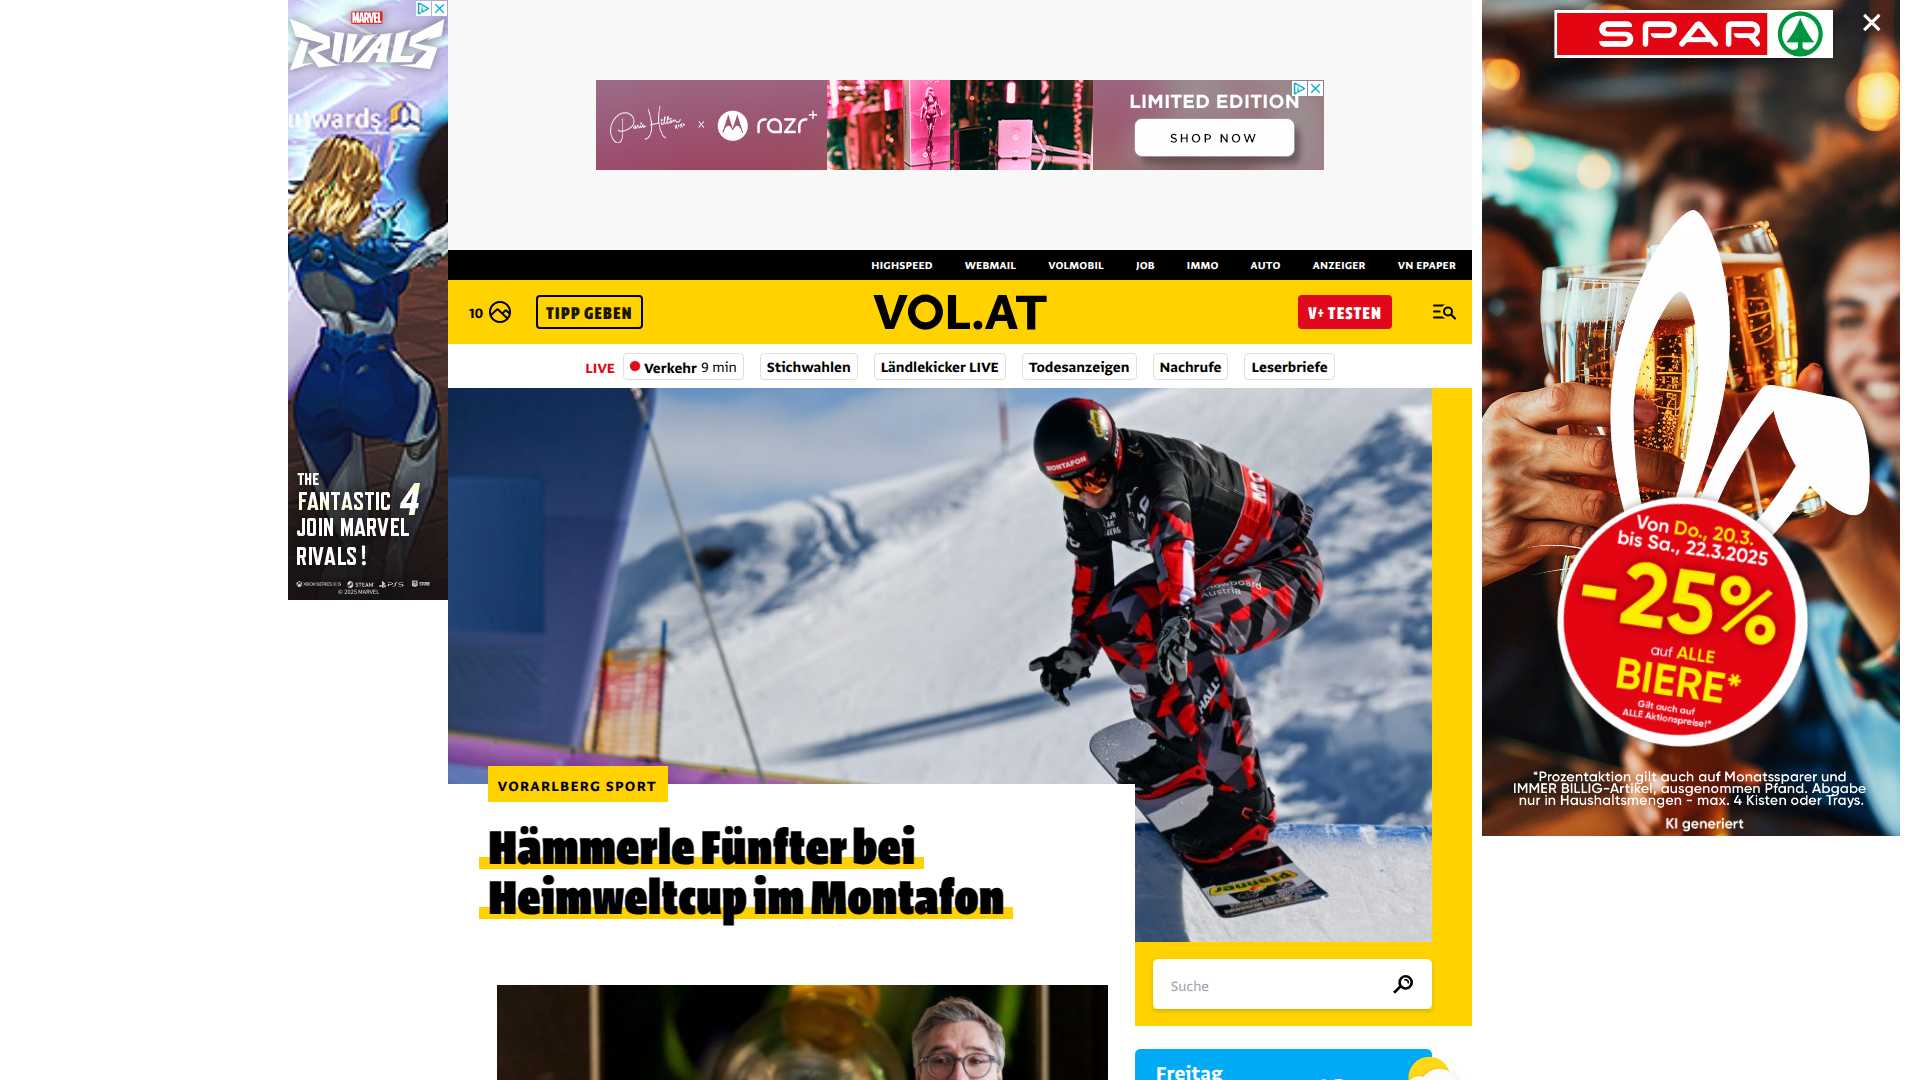 MARVEL
RIVALS
THE
FANTASTIC 4
JOIN MARVEL
RIVALS!
© 2025 MARVEL
Paris Hilton x razr+
LIMITED EDITION
SHOP NOW
HIGHSPEED WEBMAIL VOLMOBIL JOB IMMO AUTO ANZEIGER VN EPAPER
10 TIPP GEBEN VOL.AT V+ TESTEN
LIVE Verkehr 9 min Stichwahlen Ländlekicker LIVE Todesanzeigen Nachrufe Leserbriefe
MONTAFON
VORARLBERG SPORT
Hämmerle Fünfter bei
Heimweltcup im Montafon
Suche
Freitag
SPAR
Von Do., 20.3.
bis Sa., 22.3.2025
-25%
auf ALLE
BIERE*
Gilt auch auf
ALLE Aktionspreise!*
*Prozentaktion gilt auch auf Monatssparer und
IMMER BILLIG-Artikel, ausgenommen Pfand. Abgabe
nur in Haushaltsmengen - max. 4 Kisten oder Trays.
KI generiert